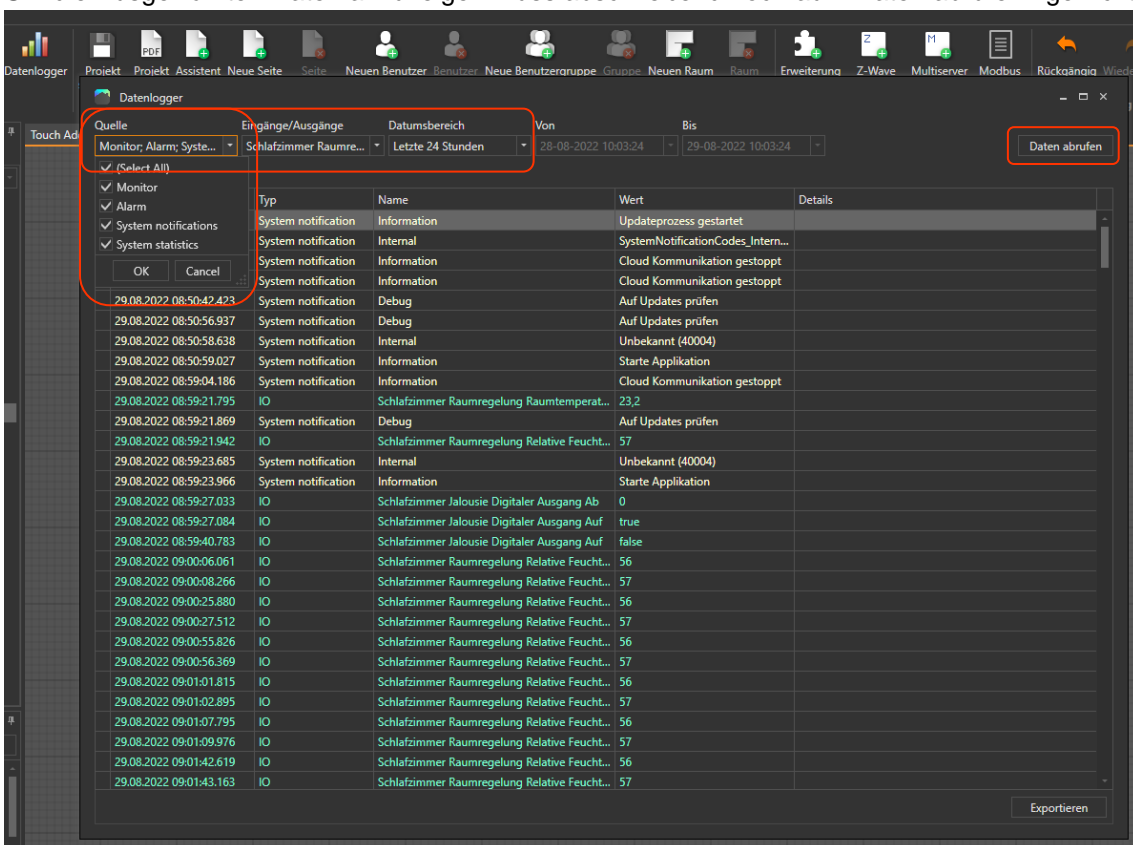 Datenlogger Projekt Projekt Assistent Neue Seite Seite Neuen Benutzer Benutzer Neue Benutzergruppe Gruppe Neuen Raum Raum Erweiterung Z-Wave Multiserver Modbus Rückgängig Wiede
PDF Z M
Datenlogger
Touch Ad
Quelle Eingänge/Ausgänge Datumsbereich Von Bis
Monitor; Alarm; Syste... Schlafzimmer Raumre... Letzte 24 Stunden 28-08-2022 10:03:24 29-08-2022 10:03:24 Daten abrufen
(Select All)
Monitor
Alarm
System notifications
System statistics
OK Cancel
Typ Name Wert Details
System notification Information Updateprozess gestartet
System notification Internal SystemNotificationCodes_Intern...
System notification Information Cloud Kommunikation gestoppt
System notification Information Cloud Kommunikation gestoppt
29.08.2022 08:50:42.423 System notification Debug Auf Updates prüfen
29.08.2022 08:50:56.937 System notification Debug Auf Updates prüfen
29.08.2022 08:50:58.638 System notification Internal Unbekannt (40004)
29.08.2022 08:50:59.027 System notification Information Starte Applikation
29.08.2022 08:59:04.186 System notification Information Cloud Kommunikation gestoppt
29.08.2022 08:59:21.795 IO Schlafzimmer Raumregelung Raumtemperat... 23,2
29.08.2022 08:59:21.869 System notification Debug Auf Updates prüfen
29.08.2022 08:59:21.942 IO Schlafzimmer Raumregelung Relative Feucht... 57
29.08.2022 08:59:23.685 System notification Internal Unbekannt (40004)
29.08.2022 08:59:23.966 System notification Information Starte Applikation
29.08.2022 08:59:27.033 IO Schlafzimmer Jalousie Digitaler Ausgang Ab 0
29.08.2022 08:59:27.084 IO Schlafzimmer Jalousie Digitaler Ausgang Auf true
29.08.2022 08:59:40.783 IO Schlafzimmer Jalousie Digitaler Ausgang Auf false
29.08.2022 09:00:06.061 IO Schlafzimmer Raumregelung Relative Feucht... 56
29.08.2022 09:00:08.266 IO Schlafzimmer Raumregelung Relative Feucht... 57
29.08.2022 09:00:25.880 IO Schlafzimmer Raumregelung Relative Feucht... 56
29.08.2022 09:00:27.512 IO Schlafzimmer Raumregelung Relative Feucht... 57
29.08.2022 09:00:55.826 IO Schlafzimmer Raumregelung Relative Feucht... 56
29.08.2022 09:00:56.369 IO Schlafzimmer Raumregelung Relative Feucht... 57
29.08.2022 09:01:01.815 IO Schlafzimmer Raumregelung Relative Feucht... 56
29.08.2022 09:01:02.895 IO Schlafzimmer Raumregelung Relative Feucht... 57
29.08.2022 09:01:07.795 IO Schlafzimmer Raumregelung Relative Feucht... 56
29.08.2022 09:01:09.976 IO Schlafzimmer Raumregelung Relative Feucht... 57
29.08.2022 09:01:42.619 IO Schlafzimmer Raumregelung Relative Feucht... 56
29.08.2022 09:01:43.163 IO Schlafzimmer Raumregelung Relative Feucht... 57
Exportieren